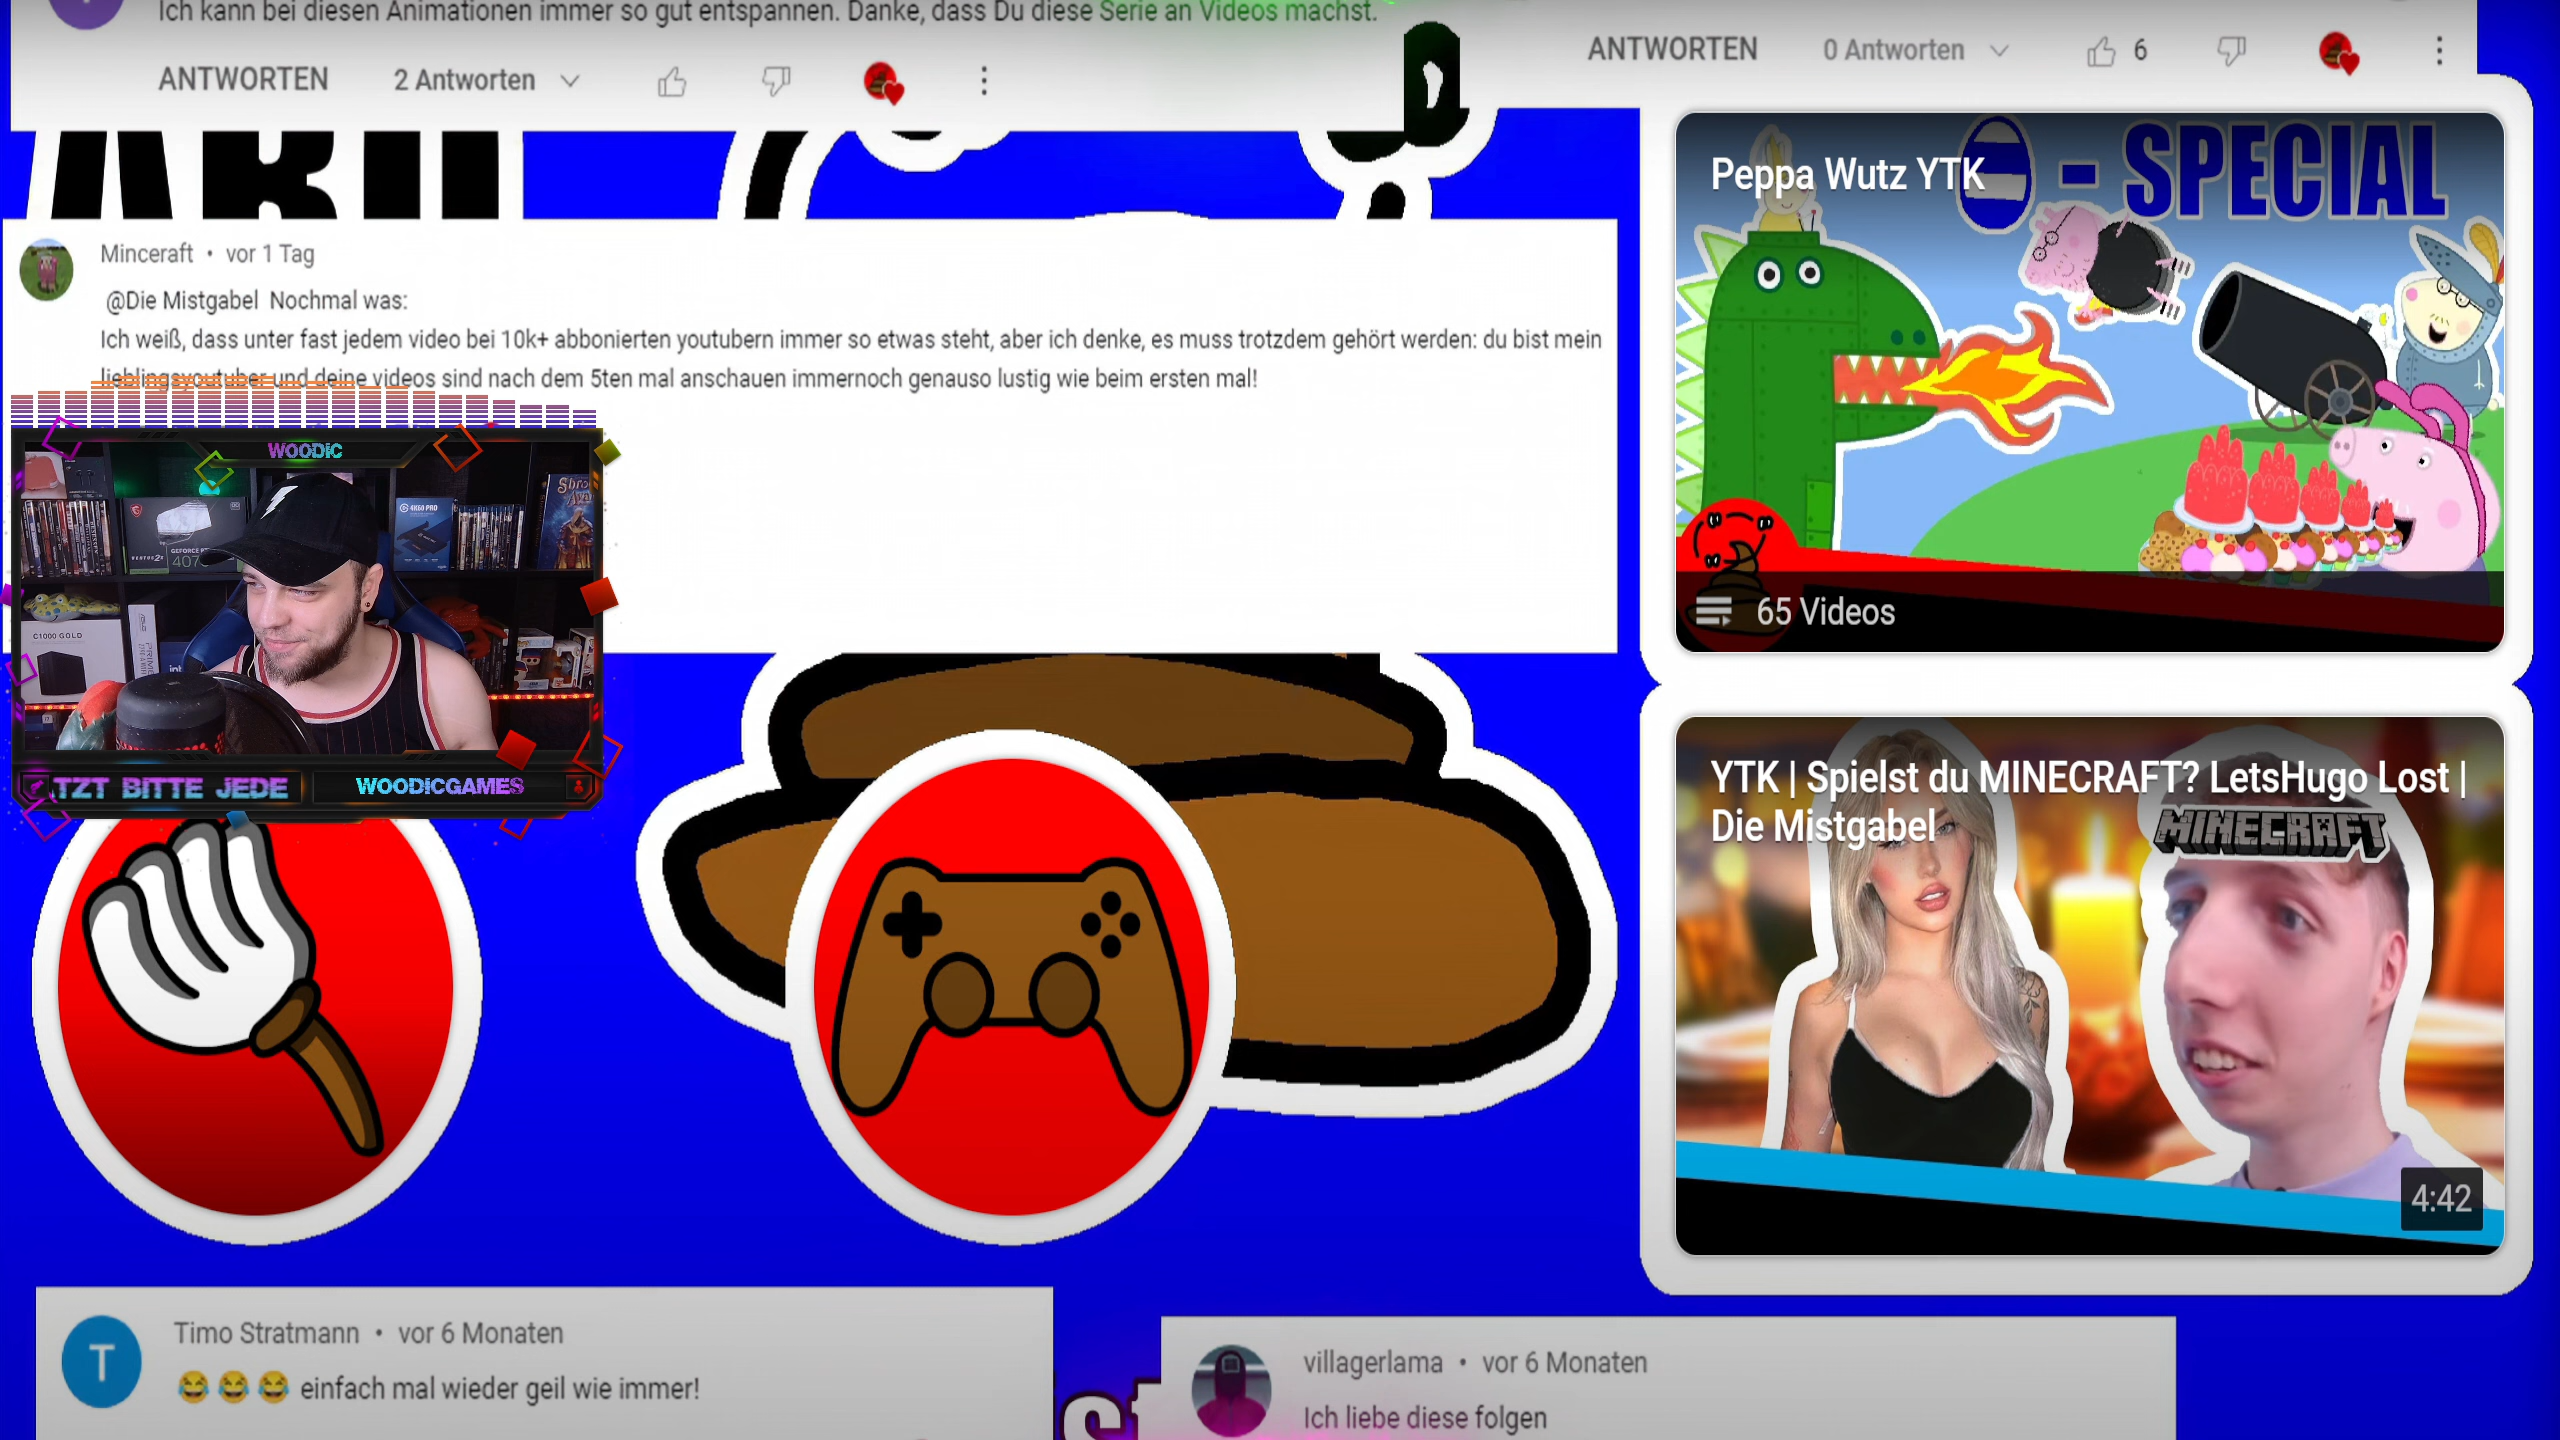 Ich kann bei diesen Animationen immer so gut entspannen. Danke, dass Du diese Serie an Videos machst.
ANTWORTEN 2 Antworten
ANTWORTEN 0 Antworten 6
Minceraft • vor 1 Tag
@Die Mistgabel Nochmal was:
Ich weiß, dass unter fast jedem video bei 10k+ abbonierten youtubern immer so etwas steht, aber ich denke, es muss trotzdem gehört werden: du bist mein
lieblingsyoutuber und deine videos sind nach dem 5ten mal anschauen immernoch genauso lustig wie beim ersten mal!
WOODIC
4K60 PRO
GEFORCE
C1000 GOLD
TZT BITTE JEDE
WOODICGAMES
Peppa Wutz YTK
- SPECIAL
65 Videos
YTK | Spielst du MINECRAFT? LetsHugo Lost |
Die Mistgabel
MINECRAFT
4:42
T
Timo Stratmann • vor 6 Monaten
😂😂😂 einfach mal wieder geil wie immer!
villagerlama • vor 6 Monaten
Ich liebe diese folgen